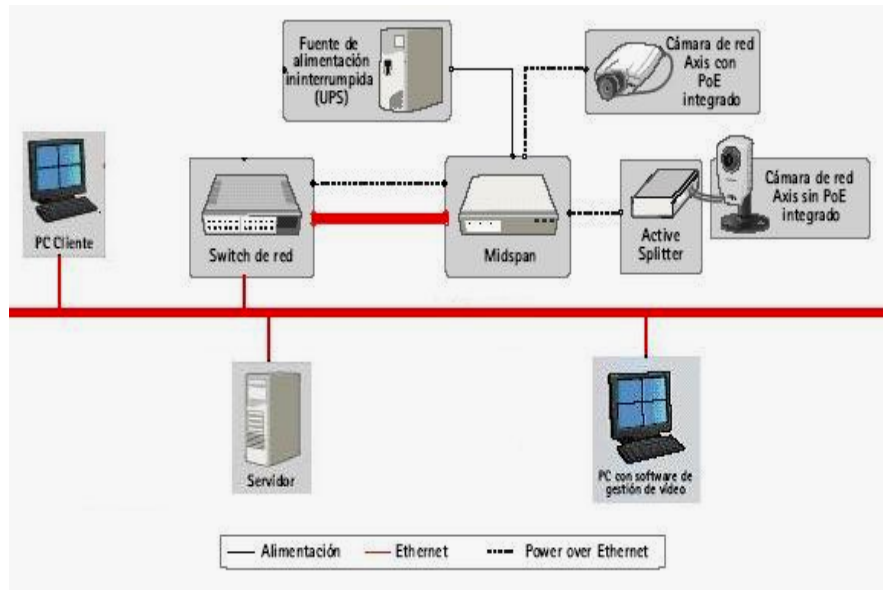 Fuente de
alimentación
ininterrumpida
(UPS)
Cámara de red
Axis con
PoE
integrado
PC Cliente
Switch de red
Midspan
Active
Splitter
Cámara de red
Axis sin PoE
integrado
Servidor
PC con software de
gestión de vídeo
Alimentación
Ethernet
Power over Ethernet